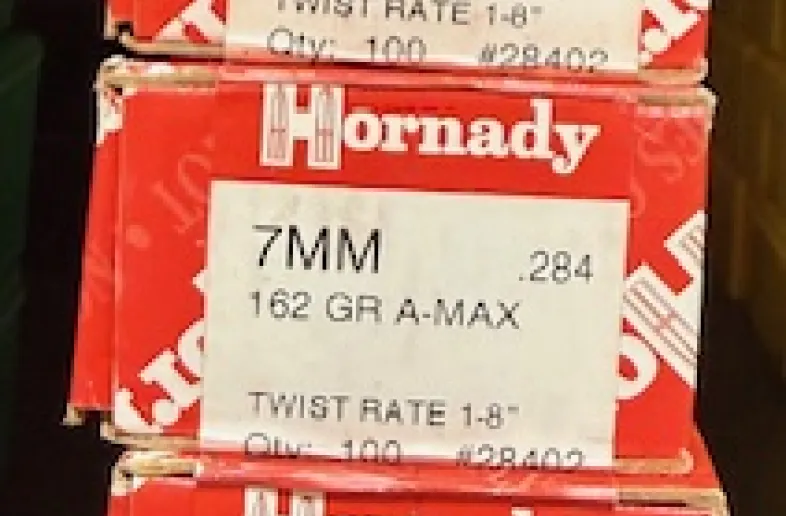 TWIST RATE 1-8"
Qty: 100 #28402
Hornady
7MM .284
162 GR A-MAX
TWIST RATE 1-8"
Qty: 100 #28402
Hornady